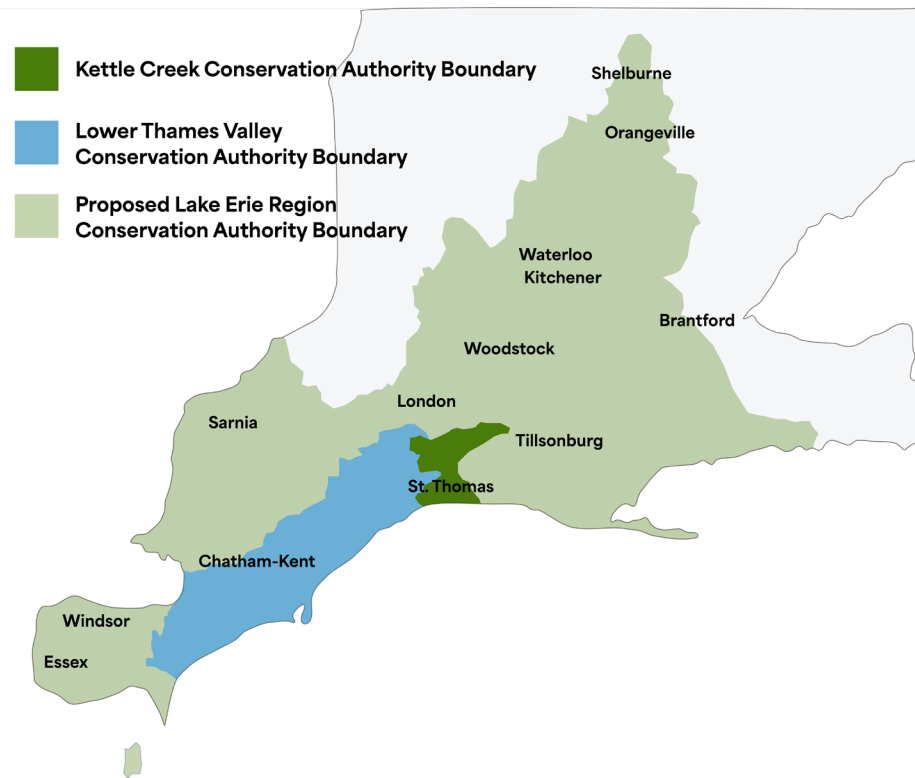 Kettle Creek Conservation Authority Boundary
Lower Thames Valley
Conservation Authority Boundary
Proposed Lake Erie Region
Conservation Authority Boundary
Shelburne
Orangeville
Waterloo
Kitchener
Brantford
Woodstock
London
Sarnia
Tillsonburg
St. Thomas
Chatham-Kent
Windsor
Essex